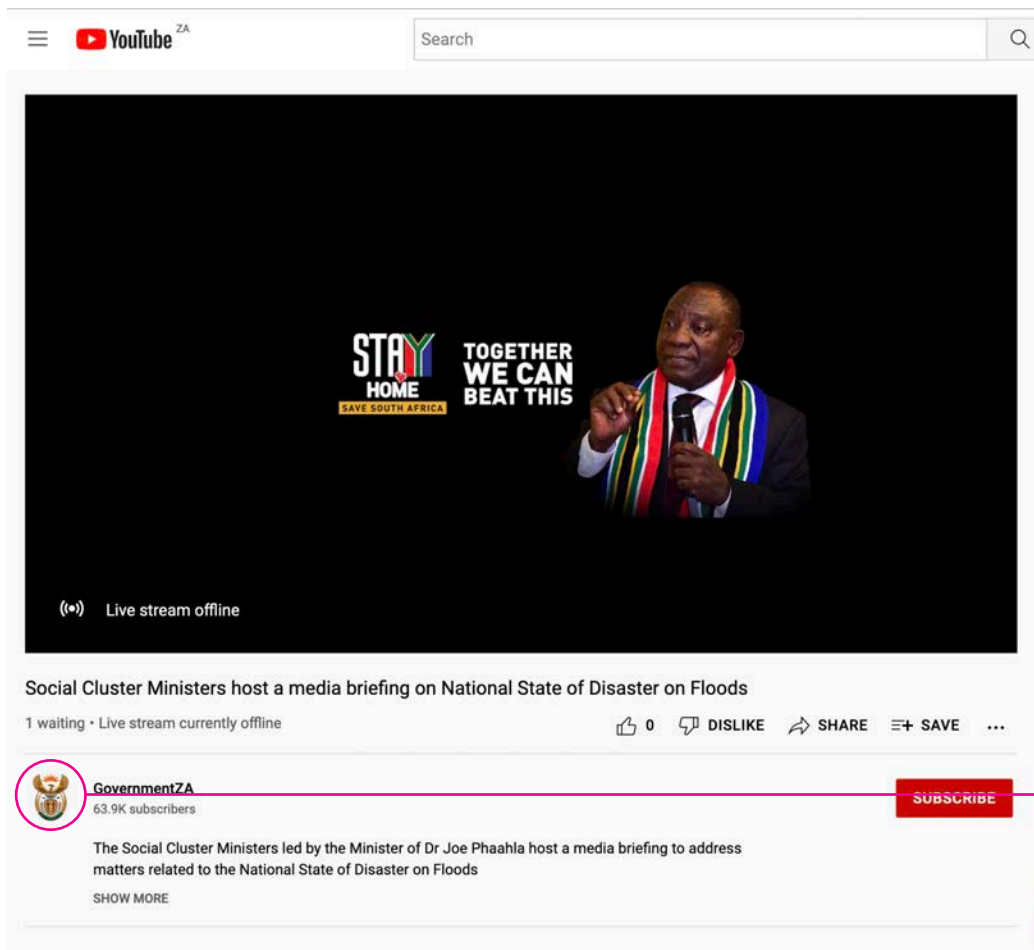 YouTube ZA
Search
STAY
HOME
SAVE SOUTH AFRICA
TOGETHER
WE CAN
BEAT THIS
Live stream offline
Social Cluster Ministers host a media briefing on National State of Disaster on Floods
1 waiting • Live stream currently offline
0 DISLIKE SHARE SAVE ...
GovernmentZA
63.9K subscribers
SUBSCRIBE
The Social Cluster Ministers led by the Minister of Dr Joe Phaahla host a media briefing to address
matters related to the National State of Disaster on Floods
SHOW MORE